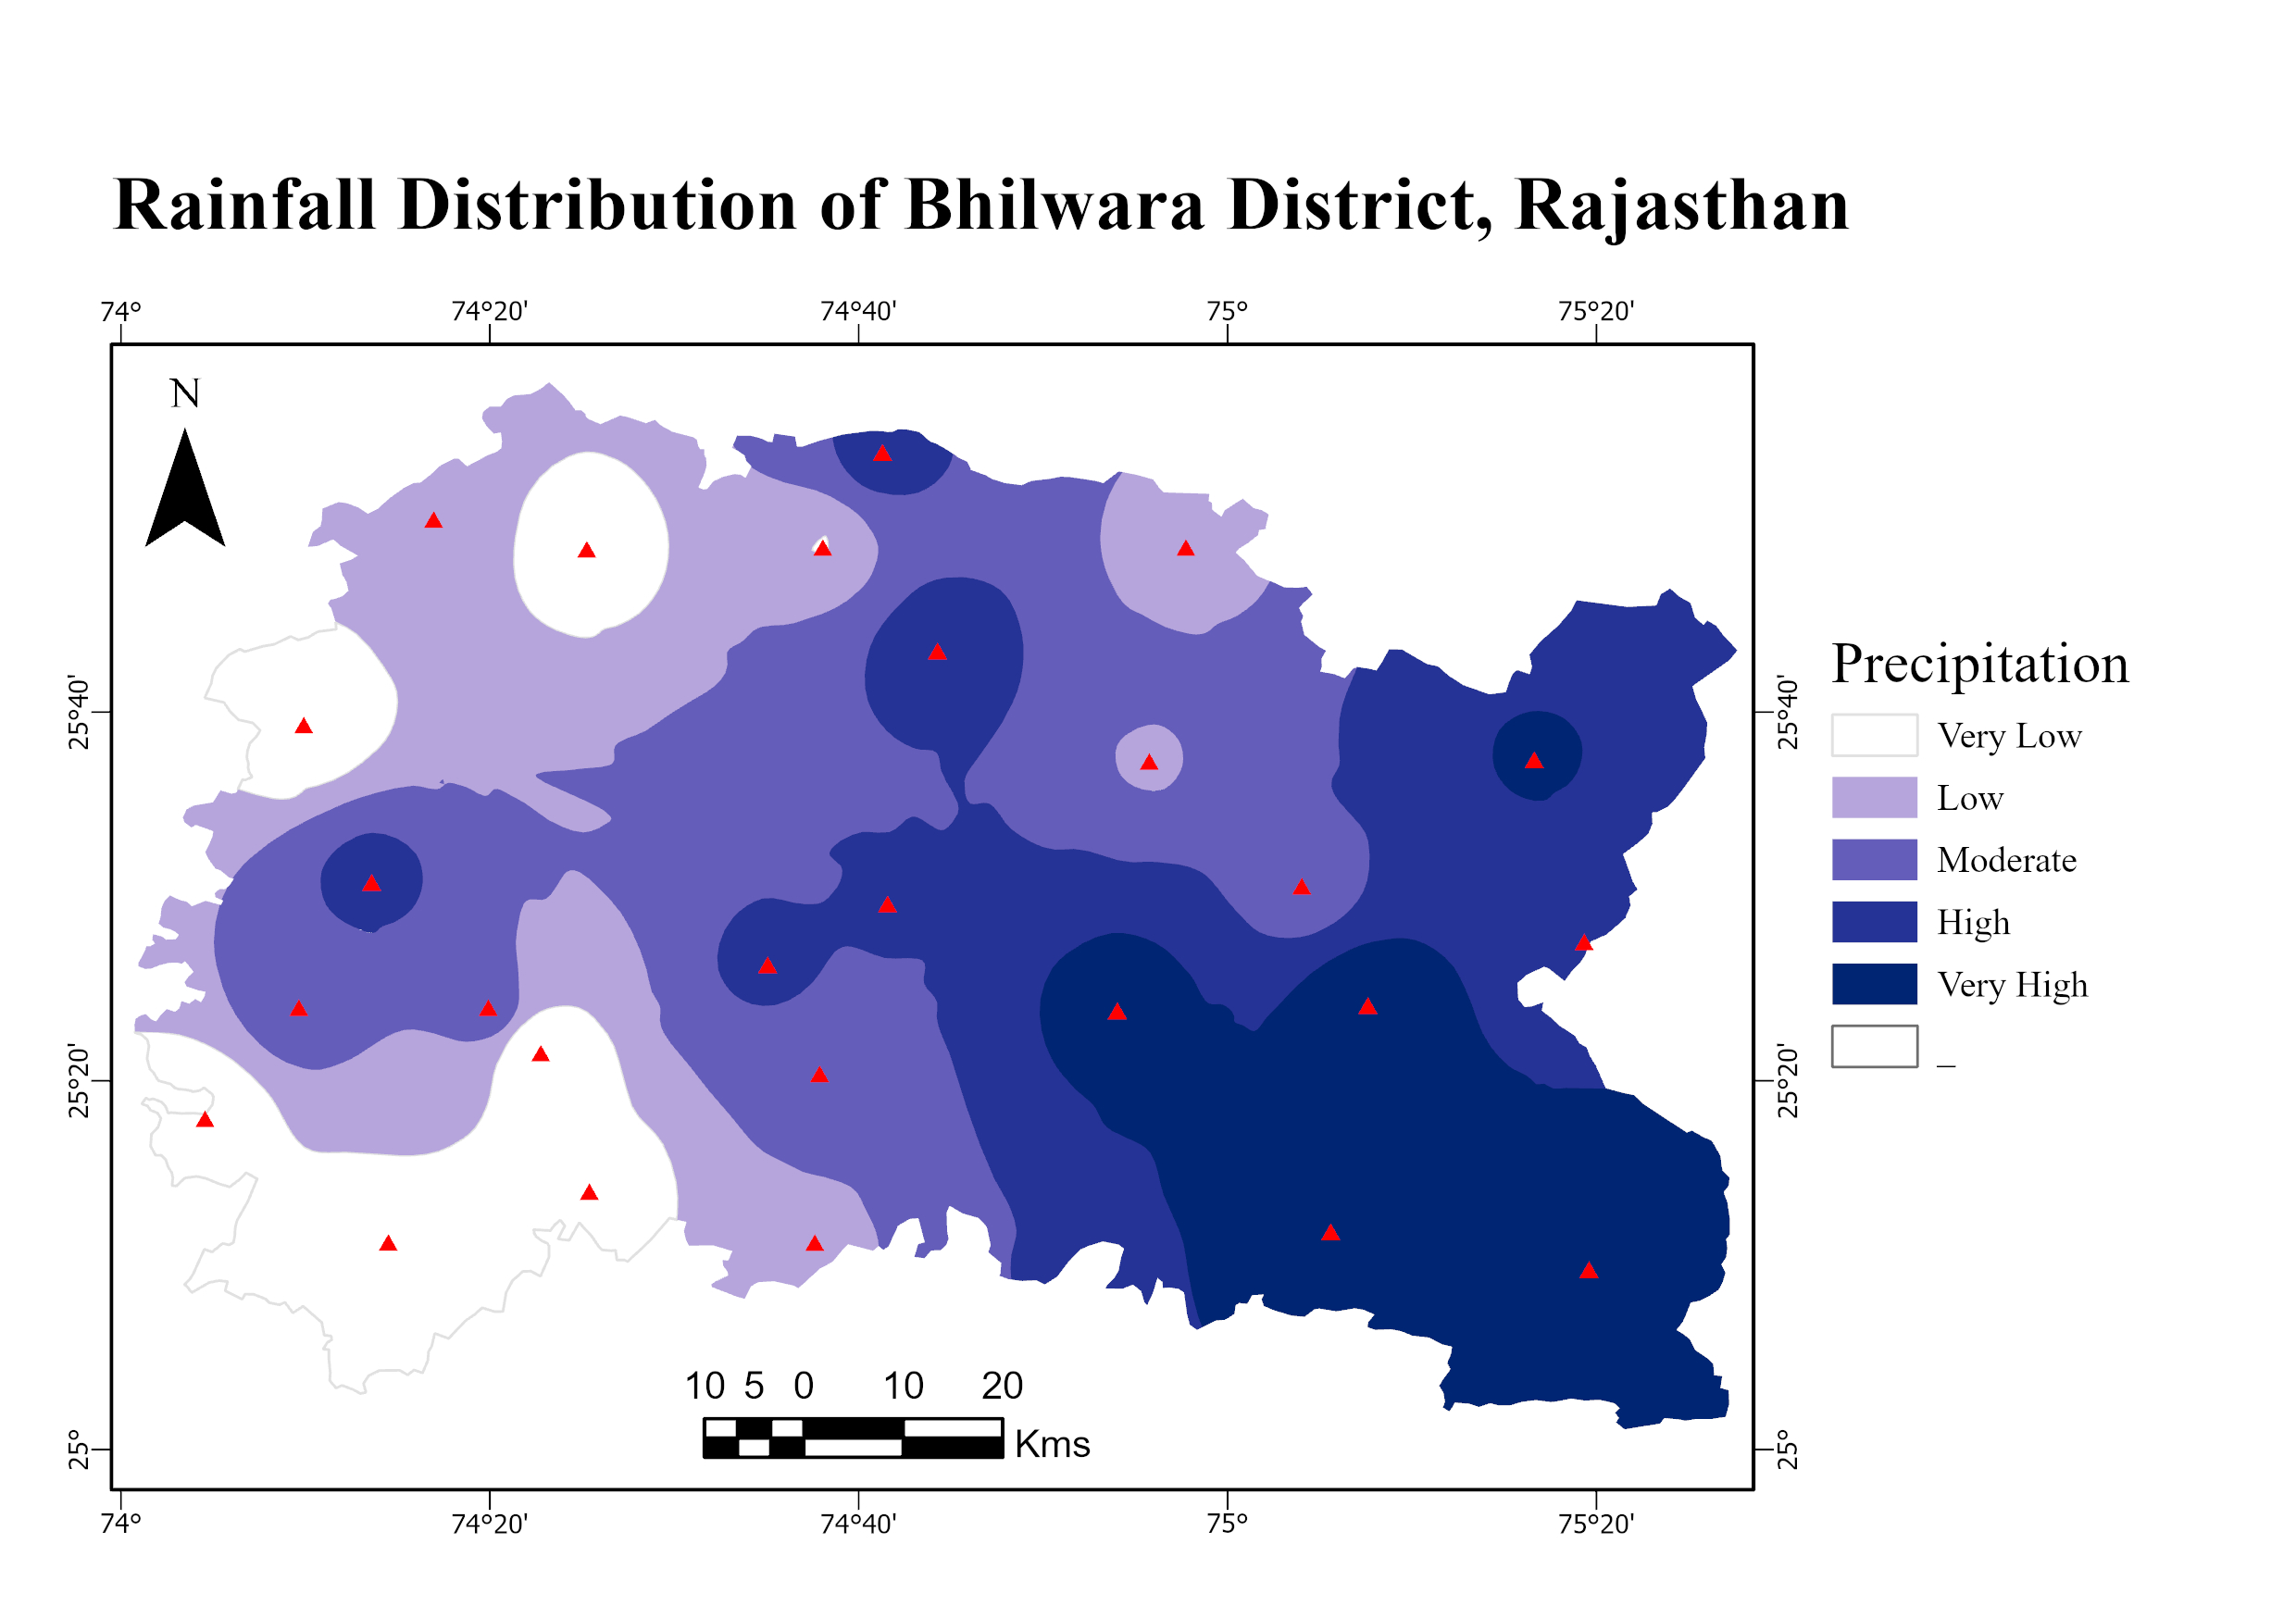 Rainfall Distribution of Bhilwara District, Rajasthan
74° 74°20' 74°40' 75° 75°20'
N
25°40' 25°40'
Precipitation
Very Low
Low
Moderate
High
Very High
_
25°20' 25°20'
10 5 0 10 20
Kms
25° 25°
74° 74°20' 74°40' 75° 75°20'